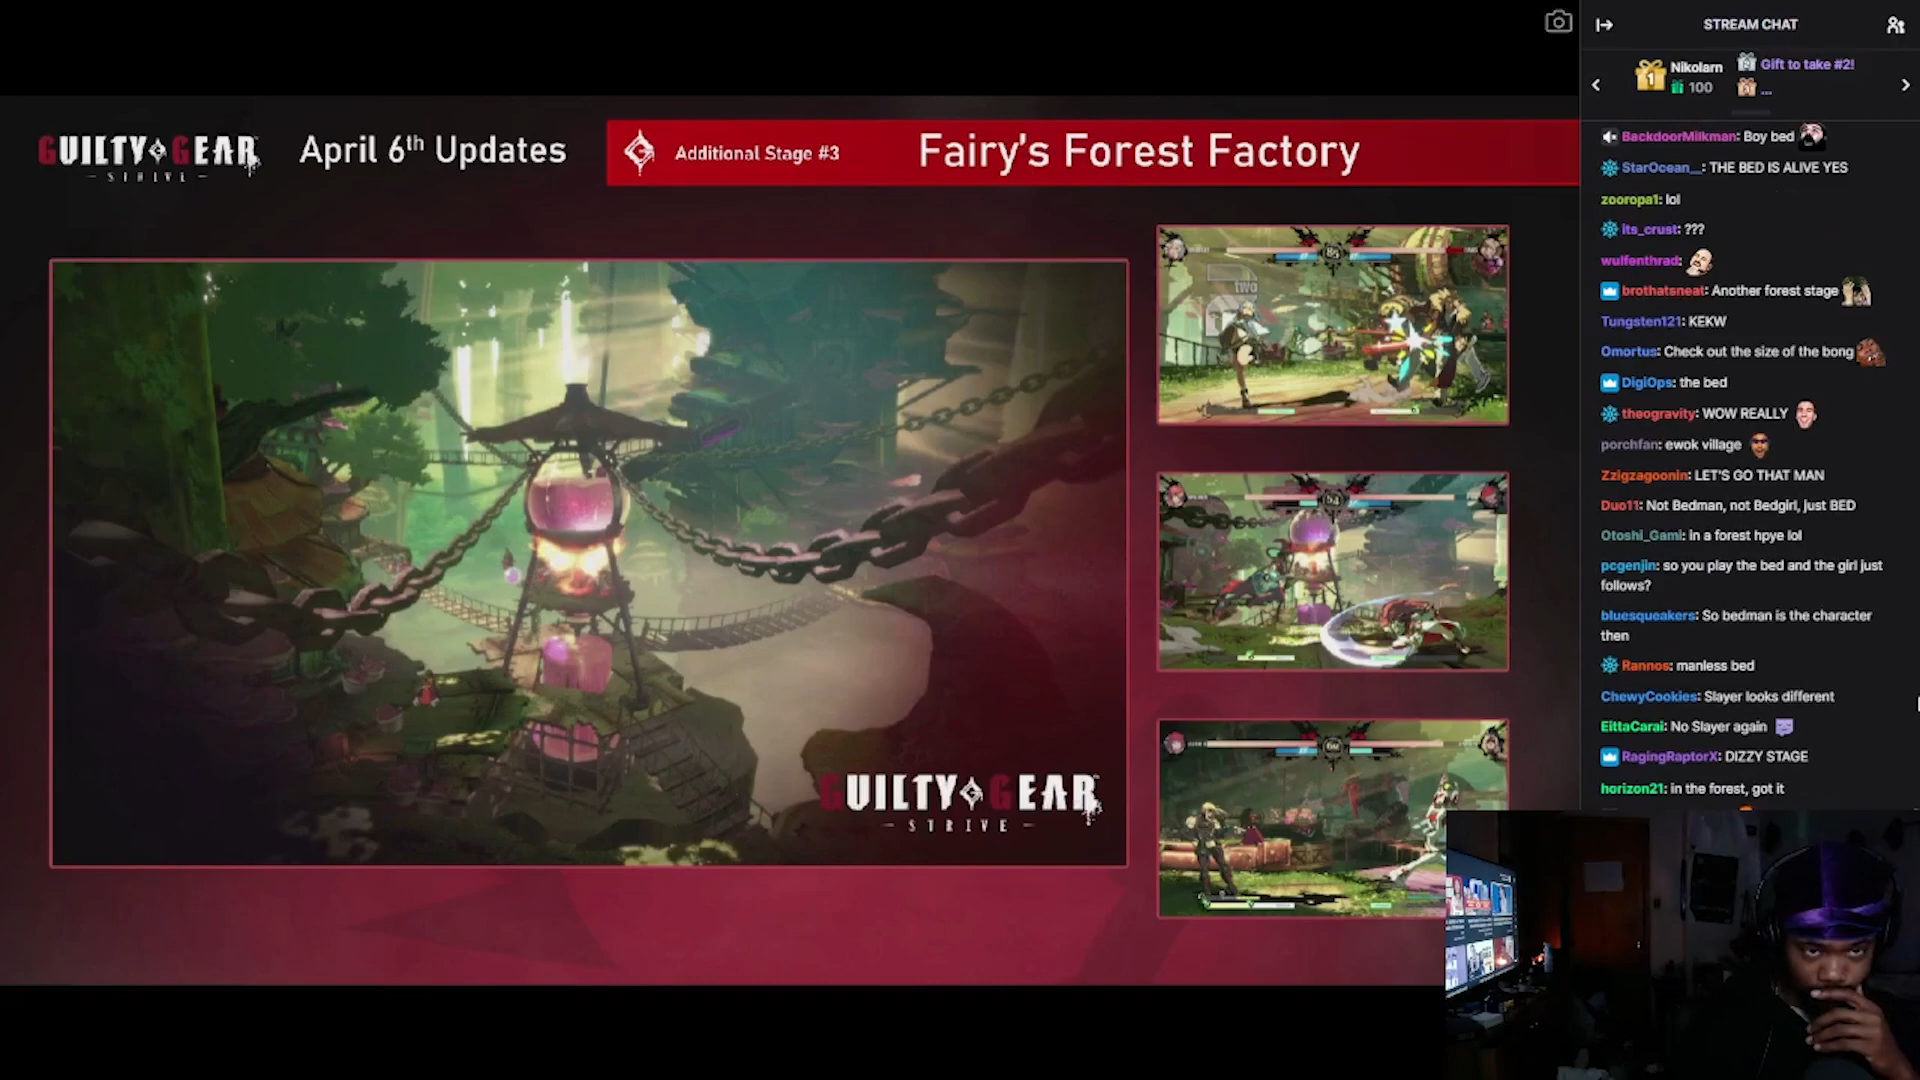 GUILTY GEAR
STRIVE
April 6th Updates
Additional Stage #3
Fairy's Forest Factory
GUILTY GEAR
STRIVE
two
85
54
STREAM CHAT
Nikolarn
100
Gift to take #2!
...
BackdoorMilkman: Boy bed
StarOcean__: THE BED IS ALIVE YES
zooropa1: lol
its_crust: ???
wulfenthrad:
brothatsneat: Another forest stage
Tungsten121: KEKW
Omortus: Check out the size of the bong
DigiOps: the bed
theogravity: WOW REALLY
porchfan: ewok village
Zzigzagoonin: LET'S GO THAT MAN
Duo11: Not Bedman, not Bedgirl, just BED
Otoshi_Gami: in a forest hpye lol
pcgenjin: so you play the bed and the girl just
follows?
bluesqueakers: So bedman is the character
then
Rannos: manless bed
ChewyCookies: Slayer looks different
EittaCarai: No Slayer again
RagingRaptorX: DIZZY STAGE
horizon21: in the forest, got it